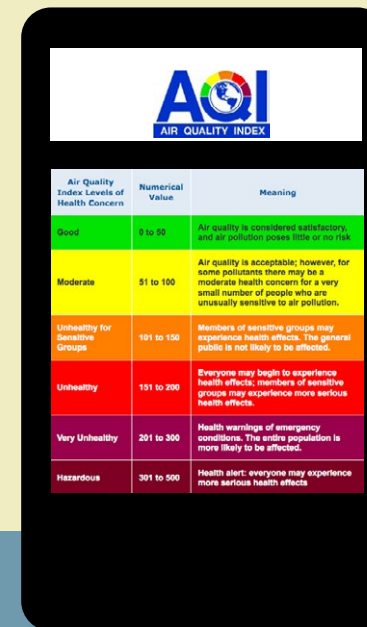 AQI
AIR QUALITY INDEX
Air Quality
Index Levels of
Health Concern
Numerical
Value
Meaning
Good
0 to 50
Air quality is considered satisfactory,
and air pollution poses little or no risk
Moderate
51 to 100
Air quality is acceptable; however, for
some pollutants there may be a
moderate health concern for a very
small number of people who are
unusually sensitive to air pollution.
Unhealthy for
Sensitive
Groups
101 to 150
Members of sensitive groups may
experience health effects. The general
public is not likely to be affected.
Unhealthy
151 to 200
Everyone may begin to experience
health effects; members of sensitive
groups may experience more serious
health effects.
Very Unhealthy
201 to 300
Health warnings of emergency
conditions. The entire population is
more likely to be affected.
Hazardous
301 to 500
Health alert: everyone may experience
more serious health effects